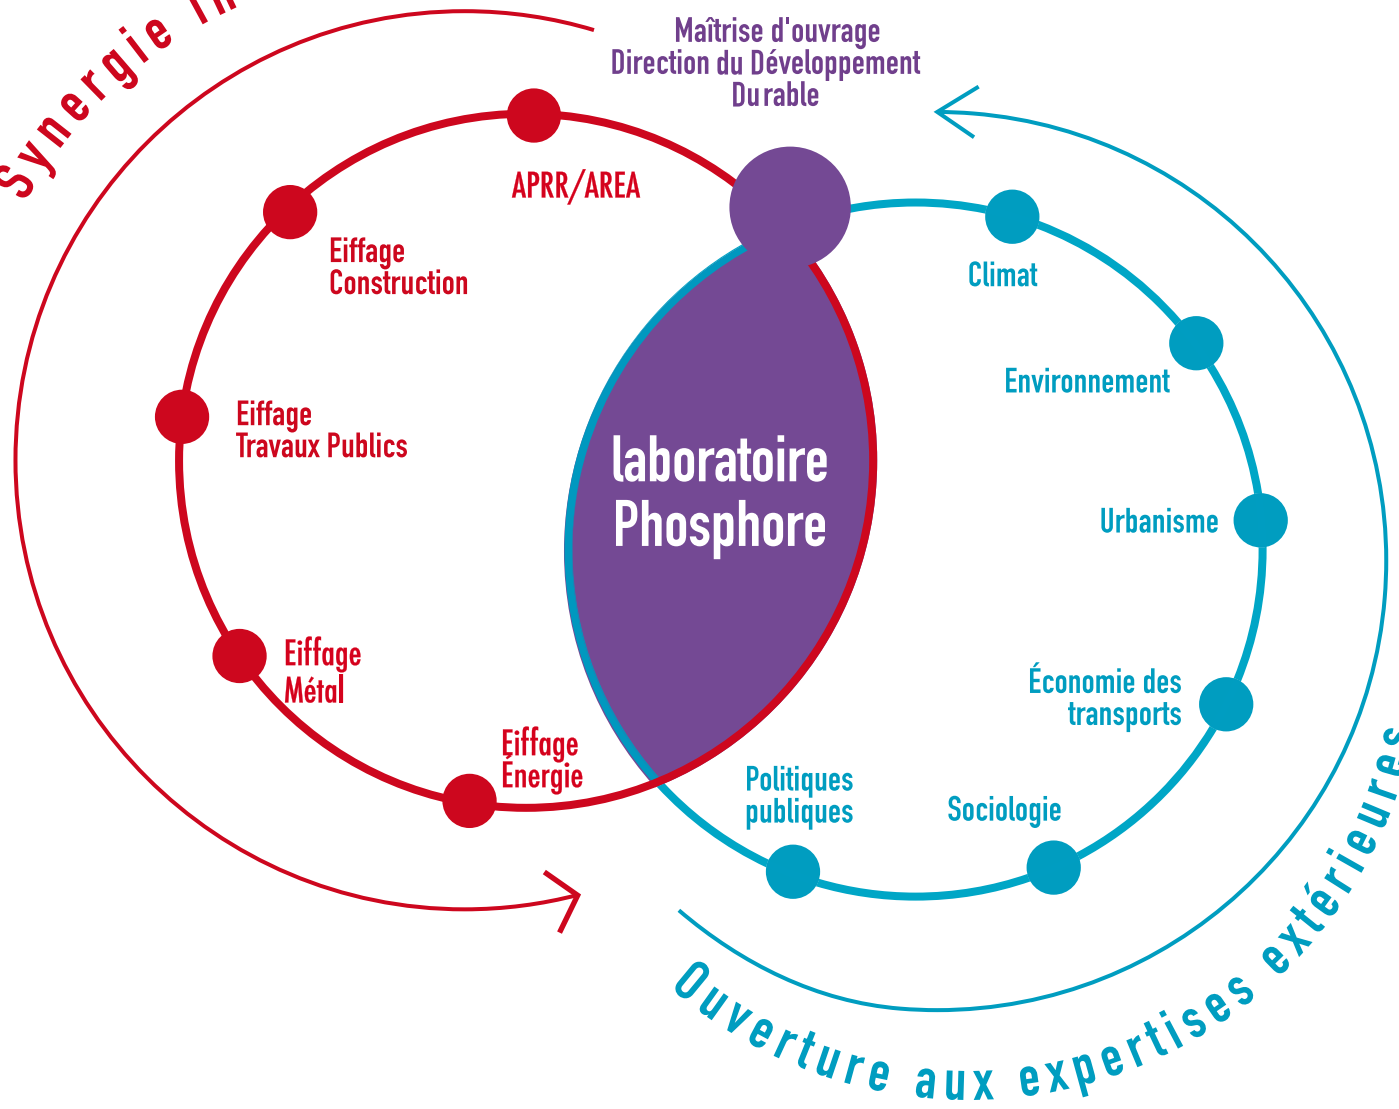 Synergie
Maîtrise d'ouvrage
Direction du Développement
Durable
APRR/AREA
Eiffage
Construction
Eiffage
Travaux Publics
Eiffage
Métal
Eiffage
Énergie
laboratoire
Phosphore
Climat
Environnement
Urbanisme
Économie des
transports
Sociologie
Politiques
publiques
Ouverture aux expertises extérieures